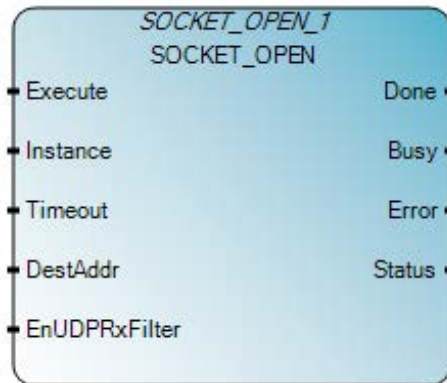 SOCKET_OPEN_1
SOCKET_OPEN
Execute Done
Instance Busy
Timeout Error
DestAddr Status
EnUDPRxFilter